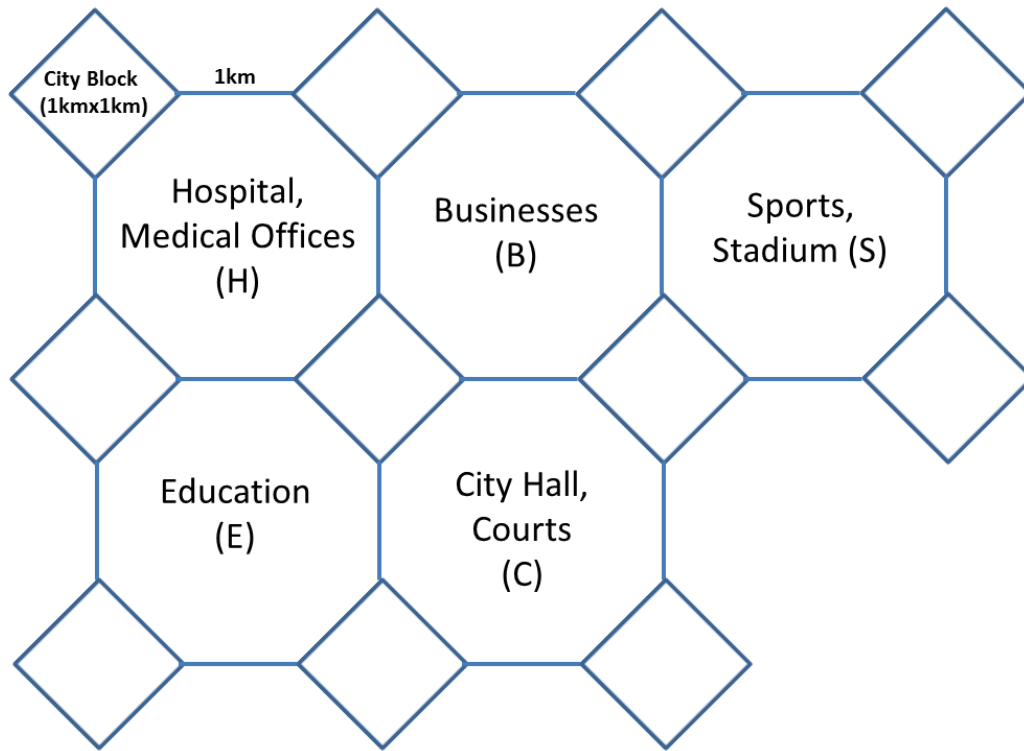 City Block
(1kmx1km)
1km
Hospital,
Medical Offices
(H)
Businesses
(B)
Sports,
Stadium (S)
Education
(E)
City Hall,
Courts
(C)